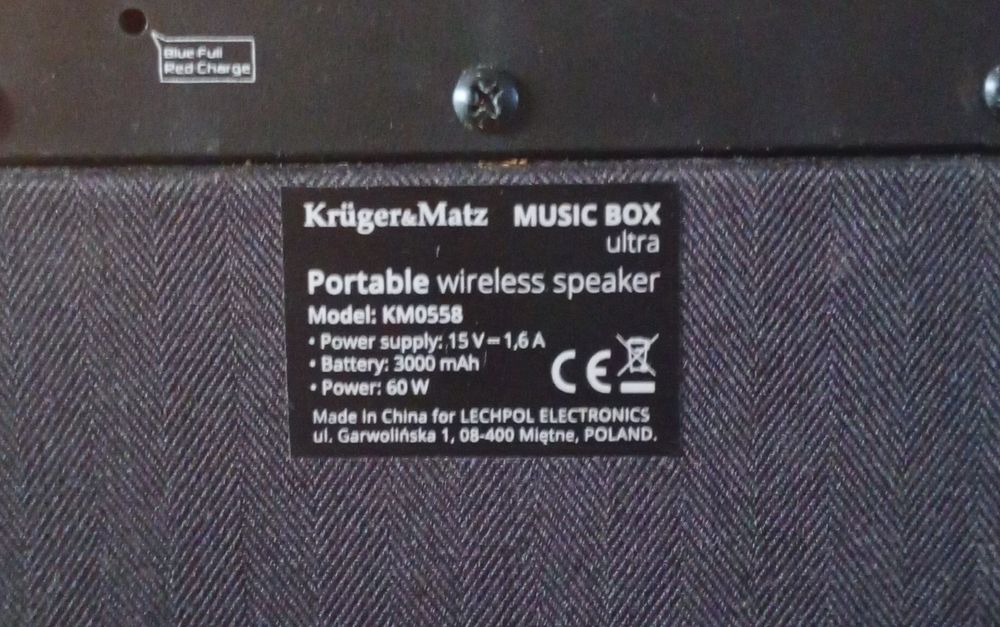 Blue Full
Red Charge
Krüger&Matz MUSIC BOX
ultra
Portable wireless speaker
Model: KM0558
• Power supply: 15 V⎓1,6 A
• Battery: 3000 mAh
• Power: 60 W
CE
Made in China for LECHPOL ELECTRONICS
ul. Garwolińska 1, 08-400 Miętne, POLAND.